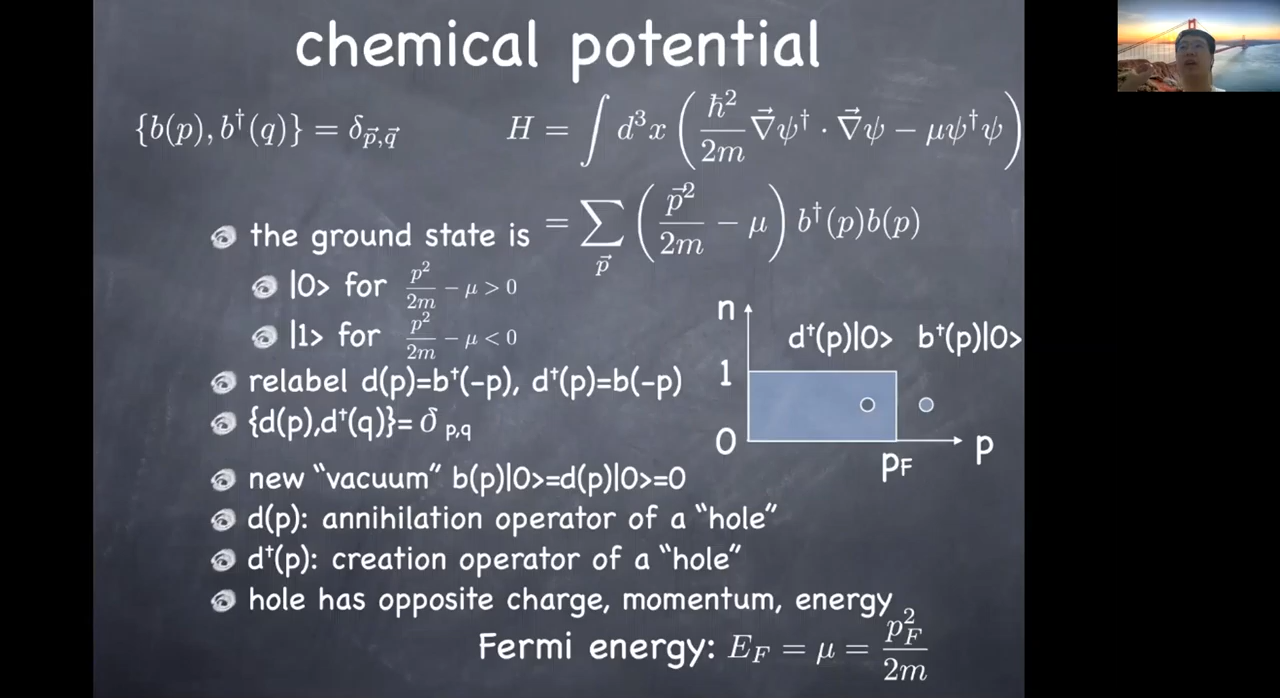 chemical potential
{b(p), b†(q)} = δ_{p⃗,q⃗}
H = ∫ d³x ( ħ²/2m ∇⃗ψ† · ∇⃗ψ − μψ†ψ )
= ∑_{p⃗} ( p⃗²/2m − μ ) b†(p)b(p)
the ground state is
|0> for p²/2m − μ > 0
|1> for p²/2m − μ < 0
relabel d(p)=b†(-p), d†(p)=b(-p)
{d(p),d†(q)}= δ p,q
new “vacuum” b(p)|0>=d(p)|0>=0
d(p): annihilation operator of a “hole”
d†(p): creation operator of a “hole”
hole has opposite charge, momentum, energy
n
d†(p)|0> b†(p)|0>
1
0
p
pF
Fermi energy: E_F = μ = p_F²/2m